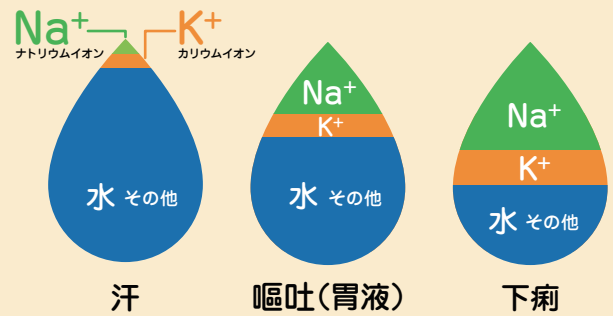 Na⁺
ナトリウムイオン
K⁺
カリウムイオン
水 その他
汗
Na⁺
K⁺
水 その他
嘔吐（胃液）
Na⁺
K⁺
水 その他
下痢